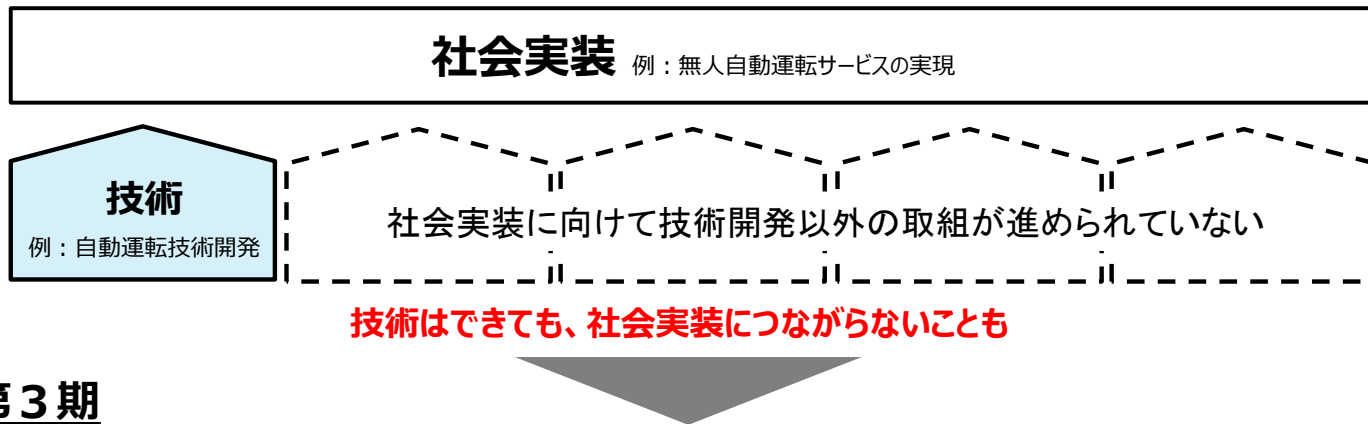 社会実装 例：無人自動運転サービスの実現
技術
例：自動運転技術開発
社会実装に向けて技術開発以外の取組が進められていない
技術はできても、社会実装につながらないことも
第３期